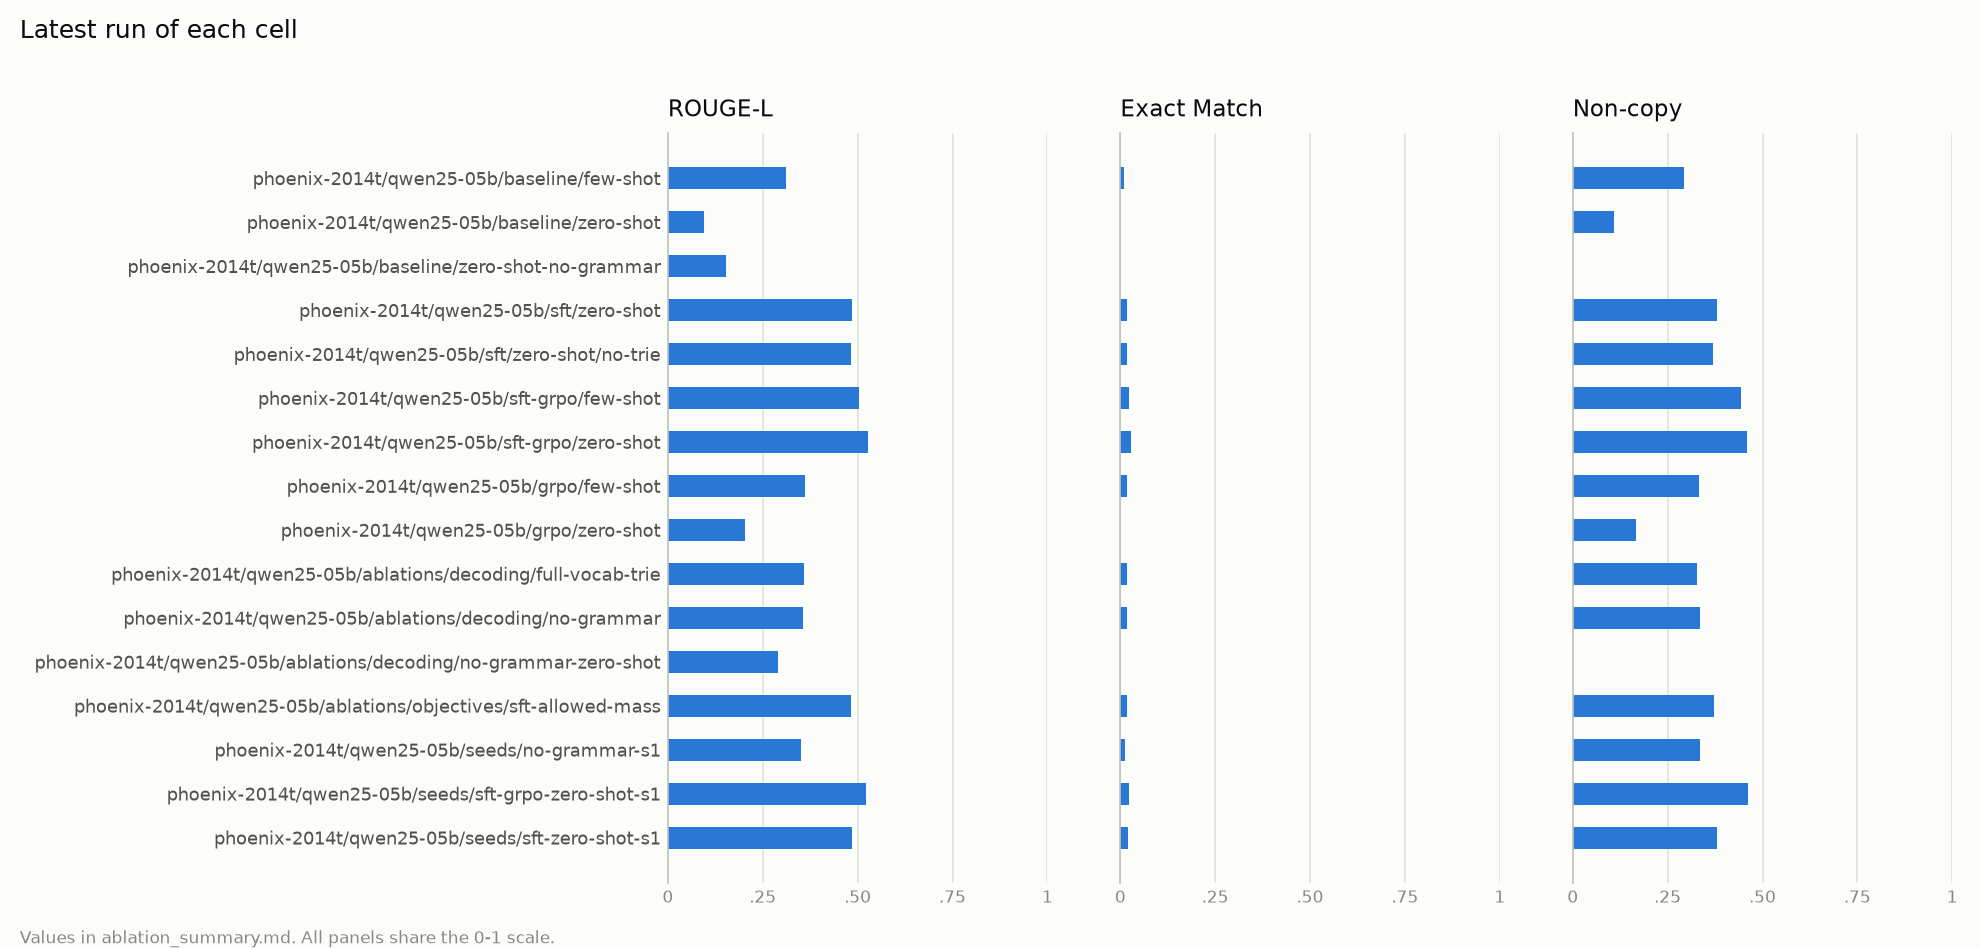 Latest run of each cell
ROUGE-L
Exact Match
Non-copy
phoenix-2014t/qwen25-05b/baseline/few-shot
phoenix-2014t/qwen25-05b/baseline/zero-shot
phoenix-2014t/qwen25-05b/baseline/zero-shot-no-grammar
phoenix-2014t/qwen25-05b/sft/zero-shot
phoenix-2014t/qwen25-05b/sft/zero-shot/no-trie
phoenix-2014t/qwen25-05b/sft-grpo/few-shot
phoenix-2014t/qwen25-05b/sft-grpo/zero-shot
phoenix-2014t/qwen25-05b/grpo/few-shot
phoenix-2014t/qwen25-05b/grpo/zero-shot
phoenix-2014t/qwen25-05b/ablations/decoding/full-vocab-trie
phoenix-2014t/qwen25-05b/ablations/decoding/no-grammar
phoenix-2014t/qwen25-05b/ablations/decoding/no-grammar-zero-shot
phoenix-2014t/qwen25-05b/ablations/objectives/sft-allowed-mass
phoenix-2014t/qwen25-05b/seeds/no-grammar-s1
phoenix-2014t/qwen25-05b/seeds/sft-grpo-zero-shot-s1
phoenix-2014t/qwen25-05b/seeds/sft-zero-shot-s1
0 .25 .50 .75 1
0 .25 .50 .75 1
0 .25 .50 .75 1
Values in ablation_summary.md. All panels share the 0-1 scale.